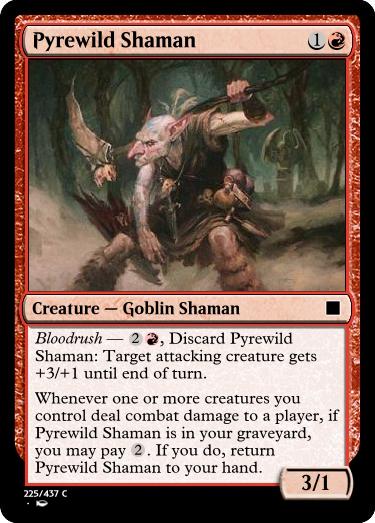 Pyrewild Shaman 1
Creature — Goblin Shaman
Bloodrush — 2, Discard Pyrewild
Shaman: Target attacking creature gets
+3/+1 until end of turn.
Whenever one or more creatures you
control deal combat damage to a player, if
Pyrewild Shaman is in your graveyard,
you may pay 2. If you do, return
Pyrewild Shaman to your hand.
3/1
225/437 C